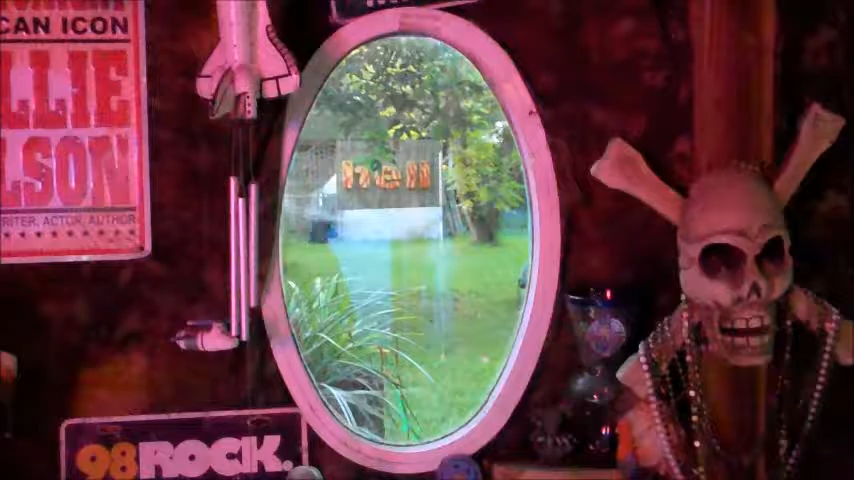 CAN ICON
LLIE
LSON
RITER, ACTOR, AUTHOR
hell
98ROCK.